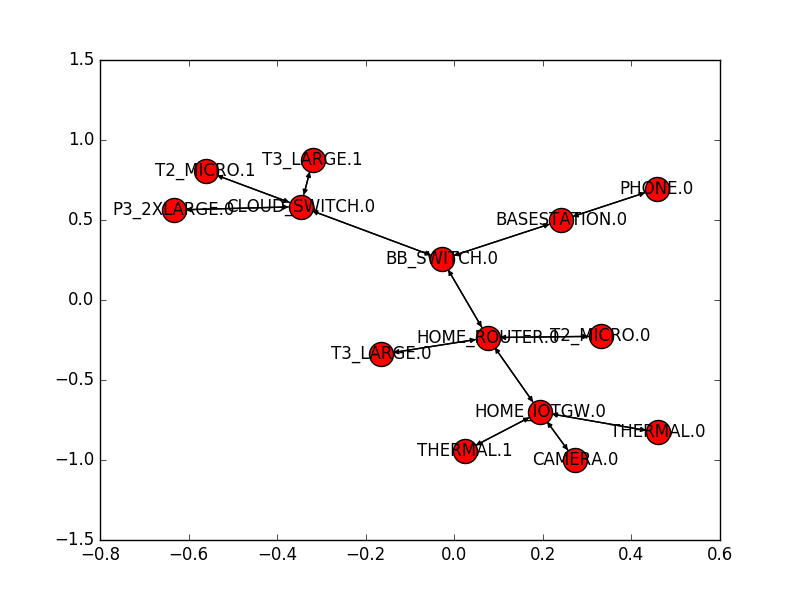 1.5
1.0
0.5
0.0
−0.5
−1.0
−1.5
T3_LARGE.1
T2_MICRO.1
PHONE.0
P3_2XLARGE.0
CLOUD_SWITCH.0
BASESTATION.0
BB_SWITCH.0
HOME_ROUTER.0
T2_MICRO.0
T3_LARGE.0
HOME_IOTGW.0
THERMAL.0
THERMAL.1
CAMERA.0
−0.8 −0.6 −0.4 −0.2 0.0 0.2 0.4 0.6